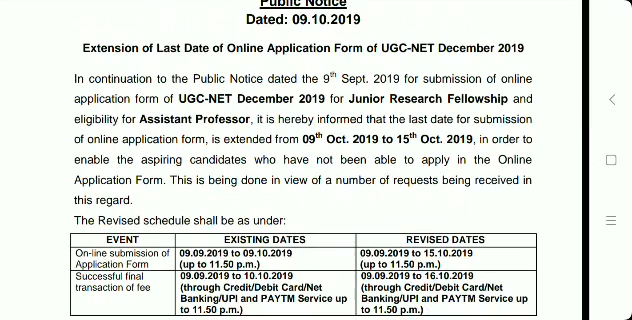 Public Notice
Dated: 09.10.2019
Extension of Last Date of Online Application Form of UGC-NET December 2019
In continuation to the Public Notice dated the 9th Sept. 2019 for submission of online
application form of UGC-NET December 2019 for Junior Research Fellowship and
eligibility for Assistant Professor, it is hereby informed that the last date for submission
of online application form, is extended from 09th Oct. 2019 to 15th Oct. 2019, in order to
enable the aspiring candidates who have not been able to apply in the Online
Application Form. This is being done in view of a number of requests being received in
this regard.
The Revised schedule shall be as under:
EVENT EXISTING DATES REVISED DATES
On-line submission of 09.09.2019 to 09.10.2019 09.09.2019 to 15.10.2019
Application Form (up to 11.50 p.m.) (up to 11.50 p.m.)
Successful final 09.09.2019 to 10.10.2019 09.09.2019 to 16.10.2019
transaction of fee (through Credit/Debit Card/Net (through Credit/Debit Card/Net
Banking/UPI and PAYTM Service up Banking/UPI and PAYTM Service up
to 11.50 p.m.) to 11.50 p.m.)